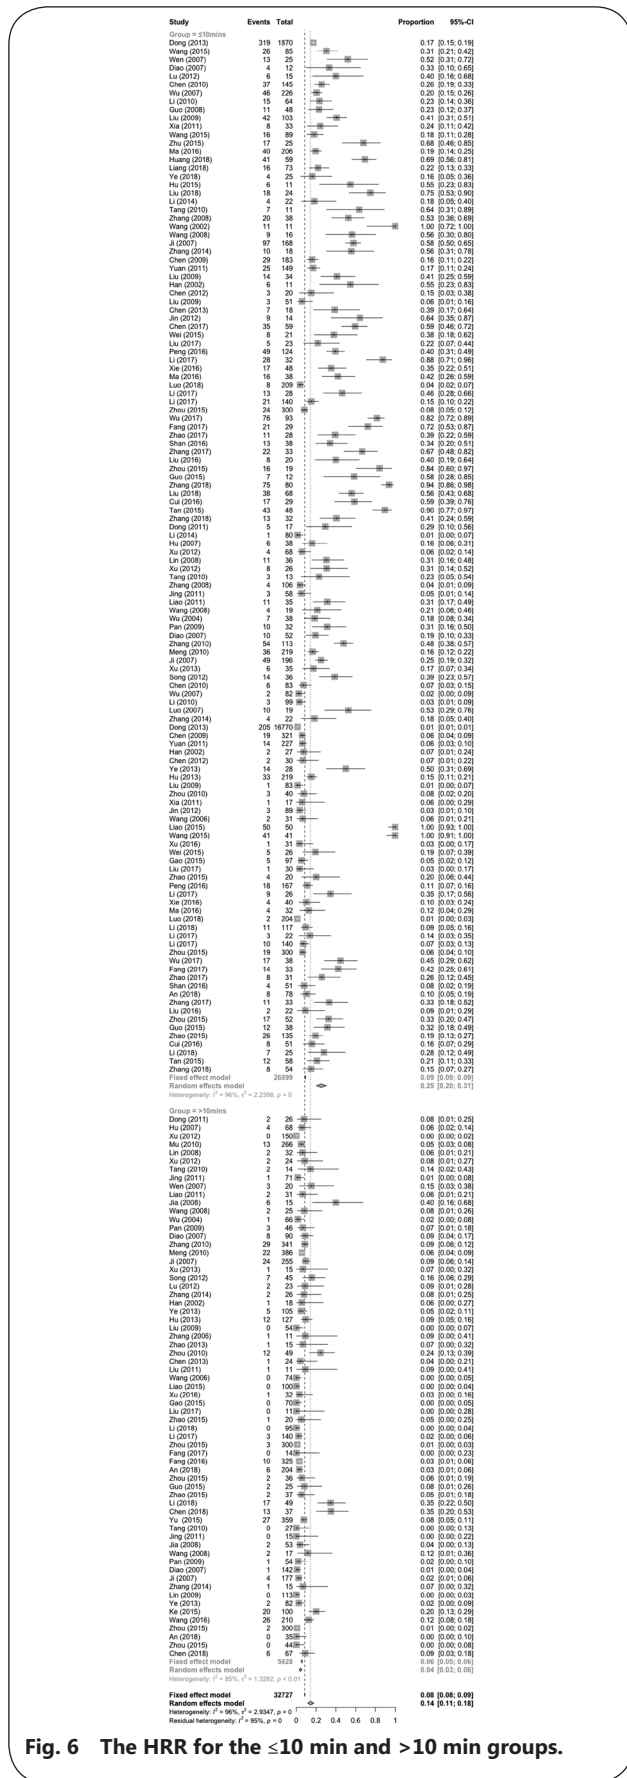 Study Events Total Proportion 95%-CI
Group = ≤10mins
Dong (2013) 319 1870 0.17 [0.15; 0.19]
Wang (2015) 26 85 0.31 [0.21; 0.42]
Wen (2007) 13 25 0.52 [0.31; 0.72]
Diao (2007) 4 12 0.33 [0.10; 0.65]
Lu (2012) 6 15 0.40 [0.16; 0.68]
Chen (2010) 37 145 0.26 [0.19; 0.33]
Wu (2007) 46 226 0.20 [0.15; 0.26]
Li (2010) 15 64 0.23 [0.14; 0.36]
Guo (2008) 11 48 0.23 [0.12; 0.37]
Liu (2009) 42 103 0.41 [0.31; 0.51]
Xia (2011) 8 33 0.24 [0.11; 0.42]
Wang (2015) 16 89 0.18 [0.11; 0.28]
Zhu (2015) 17 25 0.68 [0.46; 0.85]
Ma (2016) 40 206 0.19 [0.14; 0.25]
Huang (2018) 41 59 0.69 [0.56; 0.81]
Liang (2018) 16 73 0.22 [0.13; 0.33]
Ye (2018) 4 25 0.16 [0.05; 0.36]
Hu (2015) 6 11 0.55 [0.23; 0.83]
Liu (2018) 18 24 0.75 [0.53; 0.90]
Li (2014) 4 22 0.18 [0.05; 0.40]
Tang (2010) 7 11 0.64 [0.31; 0.89]
Zhang (2008) 20 38 0.53 [0.36; 0.69]
Wang (2002) 11 11 1.00 [0.72; 1.00]
Wang (2008) 9 16 0.56 [0.30; 0.80]
Ji (2007) 97 168 0.58 [0.50; 0.65]
Zhang (2014) 10 18 0.56 [0.31; 0.78]
Chen (2009) 29 183 0.16 [0.11; 0.22]
Yuan (2011) 25 149 0.17 [0.11; 0.24]
Liu (2009) 14 34 0.41 [0.25; 0.59]
Han (2002) 6 11 0.55 [0.23; 0.83]
Chen (2012) 3 20 0.15 [0.03; 0.38]
Liu (2009) 3 51 0.06 [0.01; 0.16]
Chen (2013) 7 18 0.39 [0.17; 0.64]
Jin (2012) 9 14 0.64 [0.35; 0.87]
Chen (2017) 35 59 0.59 [0.46; 0.72]
Wei (2015) 8 21 0.38 [0.18; 0.62]
Liu (2017) 5 23 0.22 [0.07; 0.44]
Peng (2016) 49 124 0.40 [0.31; 0.49]
Li (2017) 28 32 0.88 [0.71; 0.96]
Xie (2016) 17 48 0.35 [0.22; 0.51]
Ma (2016) 16 38 0.42 [0.26; 0.59]
Luo (2018) 8 209 0.04 [0.02; 0.07]
Li (2017) 13 28 0.46 [0.28; 0.66]
Li (2017) 21 140 0.15 [0.10; 0.22]
Zhou (2015) 24 300 0.08 [0.05; 0.12]
Wu (2017) 76 93 0.82 [0.72; 0.89]
Fang (2017) 21 29 0.72 [0.53; 0.87]
Zhao (2017) 11 28 0.39 [0.22; 0.59]
Shan (2016) 13 38 0.34 [0.20; 0.51]
Zhang (2017) 22 33 0.67 [0.48; 0.82]
Liu (2016) 8 20 0.40 [0.19; 0.64]
Zhou (2015) 16 19 0.84 [0.60; 0.97]
Guo (2015) 7 12 0.58 [0.28; 0.85]
Zhang (2018) 75 80 0.94 [0.86; 0.98]
Liu (2018) 38 68 0.56 [0.43; 0.68]
Cui (2016) 17 29 0.59 [0.39; 0.76]
Tan (2015) 43 48 0.90 [0.77; 0.97]
Zhang (2018) 13 32 0.41 [0.24; 0.59]
Dong (2011) 5 17 0.29 [0.10; 0.56]
Li (2014) 1 80 0.01 [0.00; 0.07]
Hu (2007) 6 38 0.16 [0.06; 0.31]
Xu (2012) 4 68 0.06 [0.02; 0.14]
Lin (2008) 11 36 0.31 [0.16; 0.48]
Xu (2012) 8 26 0.31 [0.14; 0.52]
Tang (2010) 3 13 0.23 [0.05; 0.54]
Zhang (2008) 4 106 0.04 [0.01; 0.09]
Jing (2011) 3 58 0.05 [0.01; 0.14]
Liao (2011) 11 35 0.31 [0.17; 0.49]
Wang (2008) 4 19 0.21 [0.06; 0.46]
Wu (2004) 7 38 0.18 [0.08; 0.34]
Pan (2009) 10 32 0.31 [0.16; 0.50]
Diao (2007) 10 52 0.19 [0.10; 0.33]
Zhang (2010) 54 113 0.48 [0.38; 0.57]
Meng (2010) 36 219 0.16 [0.12; 0.22]
Ji (2007) 49 196 0.25 [0.19; 0.32]
Xu (2013) 6 35 0.17 [0.07; 0.34]
Song (2012) 14 36 0.39 [0.23; 0.57]
Chen (2010) 6 83 0.07 [0.03; 0.15]
Wu (2007) 2 82 0.02 [0.00; 0.09]
Li (2010) 3 99 0.03 [0.01; 0.09]
Luo (2007) 10 19 0.53 [0.29; 0.76]
Zhang (2014) 4 22 0.18 [0.05; 0.40]
Dong (2013) 205 16770 0.01 [0.01; 0.01]
Chen (2009) 19 321 0.06 [0.04; 0.09]
Yuan (2011) 14 227 0.06 [0.03; 0.10]
Han (2002) 2 27 0.07 [0.01; 0.24]
Chen (2012) 2 30 0.07 [0.01; 0.22]
Ye (2013) 14 28 0.50 [0.31; 0.69]
Hu (2013) 33 219 0.15 [0.11; 0.21]
Liu (2009) 1 83 0.01 [0.00; 0.07]
Zhou (2010) 3 40 0.08 [0.02; 0.20]
Xia (2011) 1 17 0.06 [0.00; 0.29]
Jin (2012) 3 89 0.03 [0.01; 0.10]
Wang (2006) 2 31 0.06 [0.01; 0.21]
Liao (2015) 50 50 1.00 [0.93; 1.00]
Wang (2015) 41 41 1.00 [0.91; 1.00]
Xu (2016) 1 31 0.03 [0.00; 0.17]
Wei (2015) 5 26 0.19 [0.07; 0.39]
Gao (2015) 5 97 0.05 [0.02; 0.12]
Liu (2017) 1 30 0.03 [0.00; 0.17]
Zhao (2015) 4 20 0.20 [0.06; 0.44]
Peng (2016) 18 167 0.11 [0.07; 0.16]
Li (2017) 9 26 0.35 [0.17; 0.56]
Xie (2016) 4 40 0.10 [0.03; 0.24]
Ma (2016) 4 32 0.12 [0.04; 0.29]
Luo (2018) 2 204 0.01 [0.00; 0.03]
Li (2018) 11 117 0.09 [0.05; 0.16]
Li (2017) 3 22 0.14 [0.03; 0.35]
Li (2017) 10 140 0.07 [0.03; 0.13]
Zhou (2015) 19 300 0.06 [0.04; 0.10]
Wu (2017) 17 38 0.45 [0.29; 0.62]
Fang (2017) 14 33 0.42 [0.25; 0.61]
Zhao (2017) 8 31 0.26 [0.12; 0.45]
Shan (2016) 4 51 0.08 [0.02; 0.19]
An (2018) 8 78 0.10 [0.05; 0.19]
Zhang (2017) 11 33 0.33 [0.18; 0.52]
Liu (2016) 2 22 0.09 [0.01; 0.29]
Zhou (2015) 17 52 0.33 [0.20; 0.47]
Guo (2015) 12 38 0.32 [0.18; 0.49]
Zhao (2015) 26 135 0.19 [0.13; 0.27]
Cui (2016) 8 51 0.16 [0.07; 0.29]
Li (2018) 7 25 0.28 [0.12; 0.49]
Tan (2015) 12 58 0.21 [0.11; 0.33]
Zhang (2018) 8 54 0.15 [0.07; 0.27]
Fixed effect model 26899 0.09 [0.09; 0.09]
Random effects model 0.25 [0.20; 0.31]
Heterogeneity: I² = 96%, τ² = 2.2398, p = 0
Group = >10mins
Dong (2011) 2 26 0.08 [0.01; 0.25]
Hu (2007) 4 68 0.06 [0.02; 0.14]
Xu (2012) 0 150 0.00 [0.00; 0.02]
Mu (2010) 13 266 0.05 [0.03; 0.08]
Lin (2008) 2 32 0.06 [0.01; 0.21]
Xu (2012) 2 24 0.08 [0.01; 0.27]
Tang (2010) 2 14 0.14 [0.02; 0.43]
Jing (2011) 1 71 0.01 [0.00; 0.08]
Wen (2007) 3 20 0.15 [0.03; 0.38]
Liao (2011) 2 31 0.06 [0.01; 0.21]
Jia (2008) 6 15 0.40 [0.16; 0.68]
Wang (2008) 2 25 0.08 [0.01; 0.26]
Wu (2004) 1 66 0.02 [0.00; 0.08]
Pan (2009) 3 46 0.07 [0.01; 0.18]
Diao (2007) 8 90 0.09 [0.04; 0.17]
Zhang (2010) 29 341 0.09 [0.06; 0.12]
Meng (2010) 22 386 0.06 [0.04; 0.09]
Ji (2007) 24 255 0.09 [0.06; 0.14]
Xu (2013) 1 15 0.07 [0.00; 0.32]
Song (2012) 7 45 0.16 [0.06; 0.29]
Lu (2012) 2 23 0.09 [0.01; 0.28]
Zhang (2014) 2 26 0.08 [0.01; 0.25]
Han (2002) 1 18 0.06 [0.00; 0.27]
Ye (2013) 5 105 0.05 [0.02; 0.11]
Hu (2013) 12 127 0.09 [0.05; 0.16]
Liu (2009) 0 54 0.00 [0.00; 0.07]
Zhang (2006) 1 11 0.09 [0.00; 0.41]
Zhao (2013) 1 15 0.07 [0.00; 0.32]
Zhou (2010) 12 49 0.24 [0.13; 0.39]
Chen (2013) 1 24 0.04 [0.00; 0.21]
Liu (2011) 1 11 0.09 [0.00; 0.41]
Wang (2006) 0 74 0.00 [0.00; 0.05]
Liao (2015) 0 100 0.00 [0.00; 0.04]
Xu (2016) 1 32 0.03 [0.00; 0.16]
Gao (2015) 0 70 0.00 [0.00; 0.05]
Liu (2017) 0 11 0.00 [0.00; 0.28]
Zhao (2015) 1 20 0.05 [0.00; 0.25]
Li (2018) 0 95 0.00 [0.00; 0.04]
Li (2017) 3 140 0.02 [0.00; 0.06]
Zhou (2015) 3 300 0.01 [0.00; 0.03]
Fang (2017) 0 14 0.00 [0.00; 0.23]
Fang (2016) 10 325 0.03 [0.01; 0.06]
An (2018) 6 204 0.03 [0.01; 0.06]
Zhou (2015) 2 36 0.06 [0.01; 0.19]
Guo (2015) 2 25 0.08 [0.01; 0.26]
Zhao (2015) 2 37 0.05 [0.01; 0.18]
Li (2018) 17 49 0.35 [0.22; 0.50]
Chen (2018) 13 37 0.35 [0.20; 0.53]
Yu (2015) 27 359 0.08 [0.05; 0.11]
Tang (2010) 0 27 0.00 [0.00; 0.13]
Jing (2011) 0 15 0.00 [0.00; 0.22]
Jia (2008) 2 53 0.04 [0.00; 0.13]
Wang (2008) 2 17 0.12 [0.01; 0.36]
Pan (2009) 1 54 0.02 [0.00; 0.10]
Diao (2007) 1 142 0.01 [0.00; 0.04]
Ji (2007) 4 177 0.02 [0.01; 0.06]
Zhang (2014) 1 15 0.07 [0.00; 0.32]
Lin (2009) 0 113 0.00 [0.00; 0.03]
Ye (2013) 2 82 0.02 [0.00; 0.09]
Ke (2015) 20 100 0.20 [0.13; 0.29]
Wang (2016) 26 210 0.12 [0.08; 0.18]
Zhou (2015) 2 300 0.01 [0.00; 0.02]
An (2018) 0 35 0.00 [0.00; 0.10]
Zhou (2015) 0 44 0.00 [0.00; 0.08]
Chen (2018) 6 67 0.09 [0.03; 0.18]
Fixed effect model 5828 0.06 [0.05; 0.06]
Random effects model 0.04 [0.03; 0.06]
Heterogeneity: I² = 85%, τ² = 1.3282, p < 0.01
Fixed effect model 32727 0.08 [0.08; 0.09]
Random effects model 0.14 [0.11; 0.18]
Heterogeneity: I² = 96%, τ² = 2.9347, p = 0
Residual heterogeneity: I² = 95%, p = 0
0 0.2 0.4 0.6 0.8 1
Fig. 6 The HRR for the ≤10 min and >10 min groups.